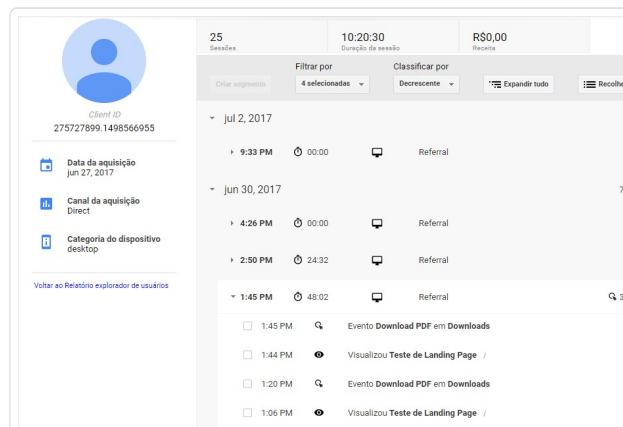 25
Sessões
10:20:30
Duração da sessão
R$0,00
Receita
Filtrar por
Classificar por
Criar segmento
4 selecionadas
Decrescente
Expandir tudo
Recolhe
Client ID
275727899.1498566955
Data da aquisição
jun 27, 2017
Canal da aquisição
Direct
Categoria do dispositivo
desktop
Voltar ao Relatório explorador de usuários
jul 2, 2017
9:33 PM 00:00 Referral
jun 30, 2017 7
4:26 PM 00:00 Referral
2:50 PM 24:32 Referral
1:45 PM 48:02 Referral 3
1:45 PM Evento Download PDF em Downloads
1:44 PM Visualizou Teste de Landing Page /
1:20 PM Evento Download PDF em Downloads
1:06 PM Visualizou Teste de Landing Page /